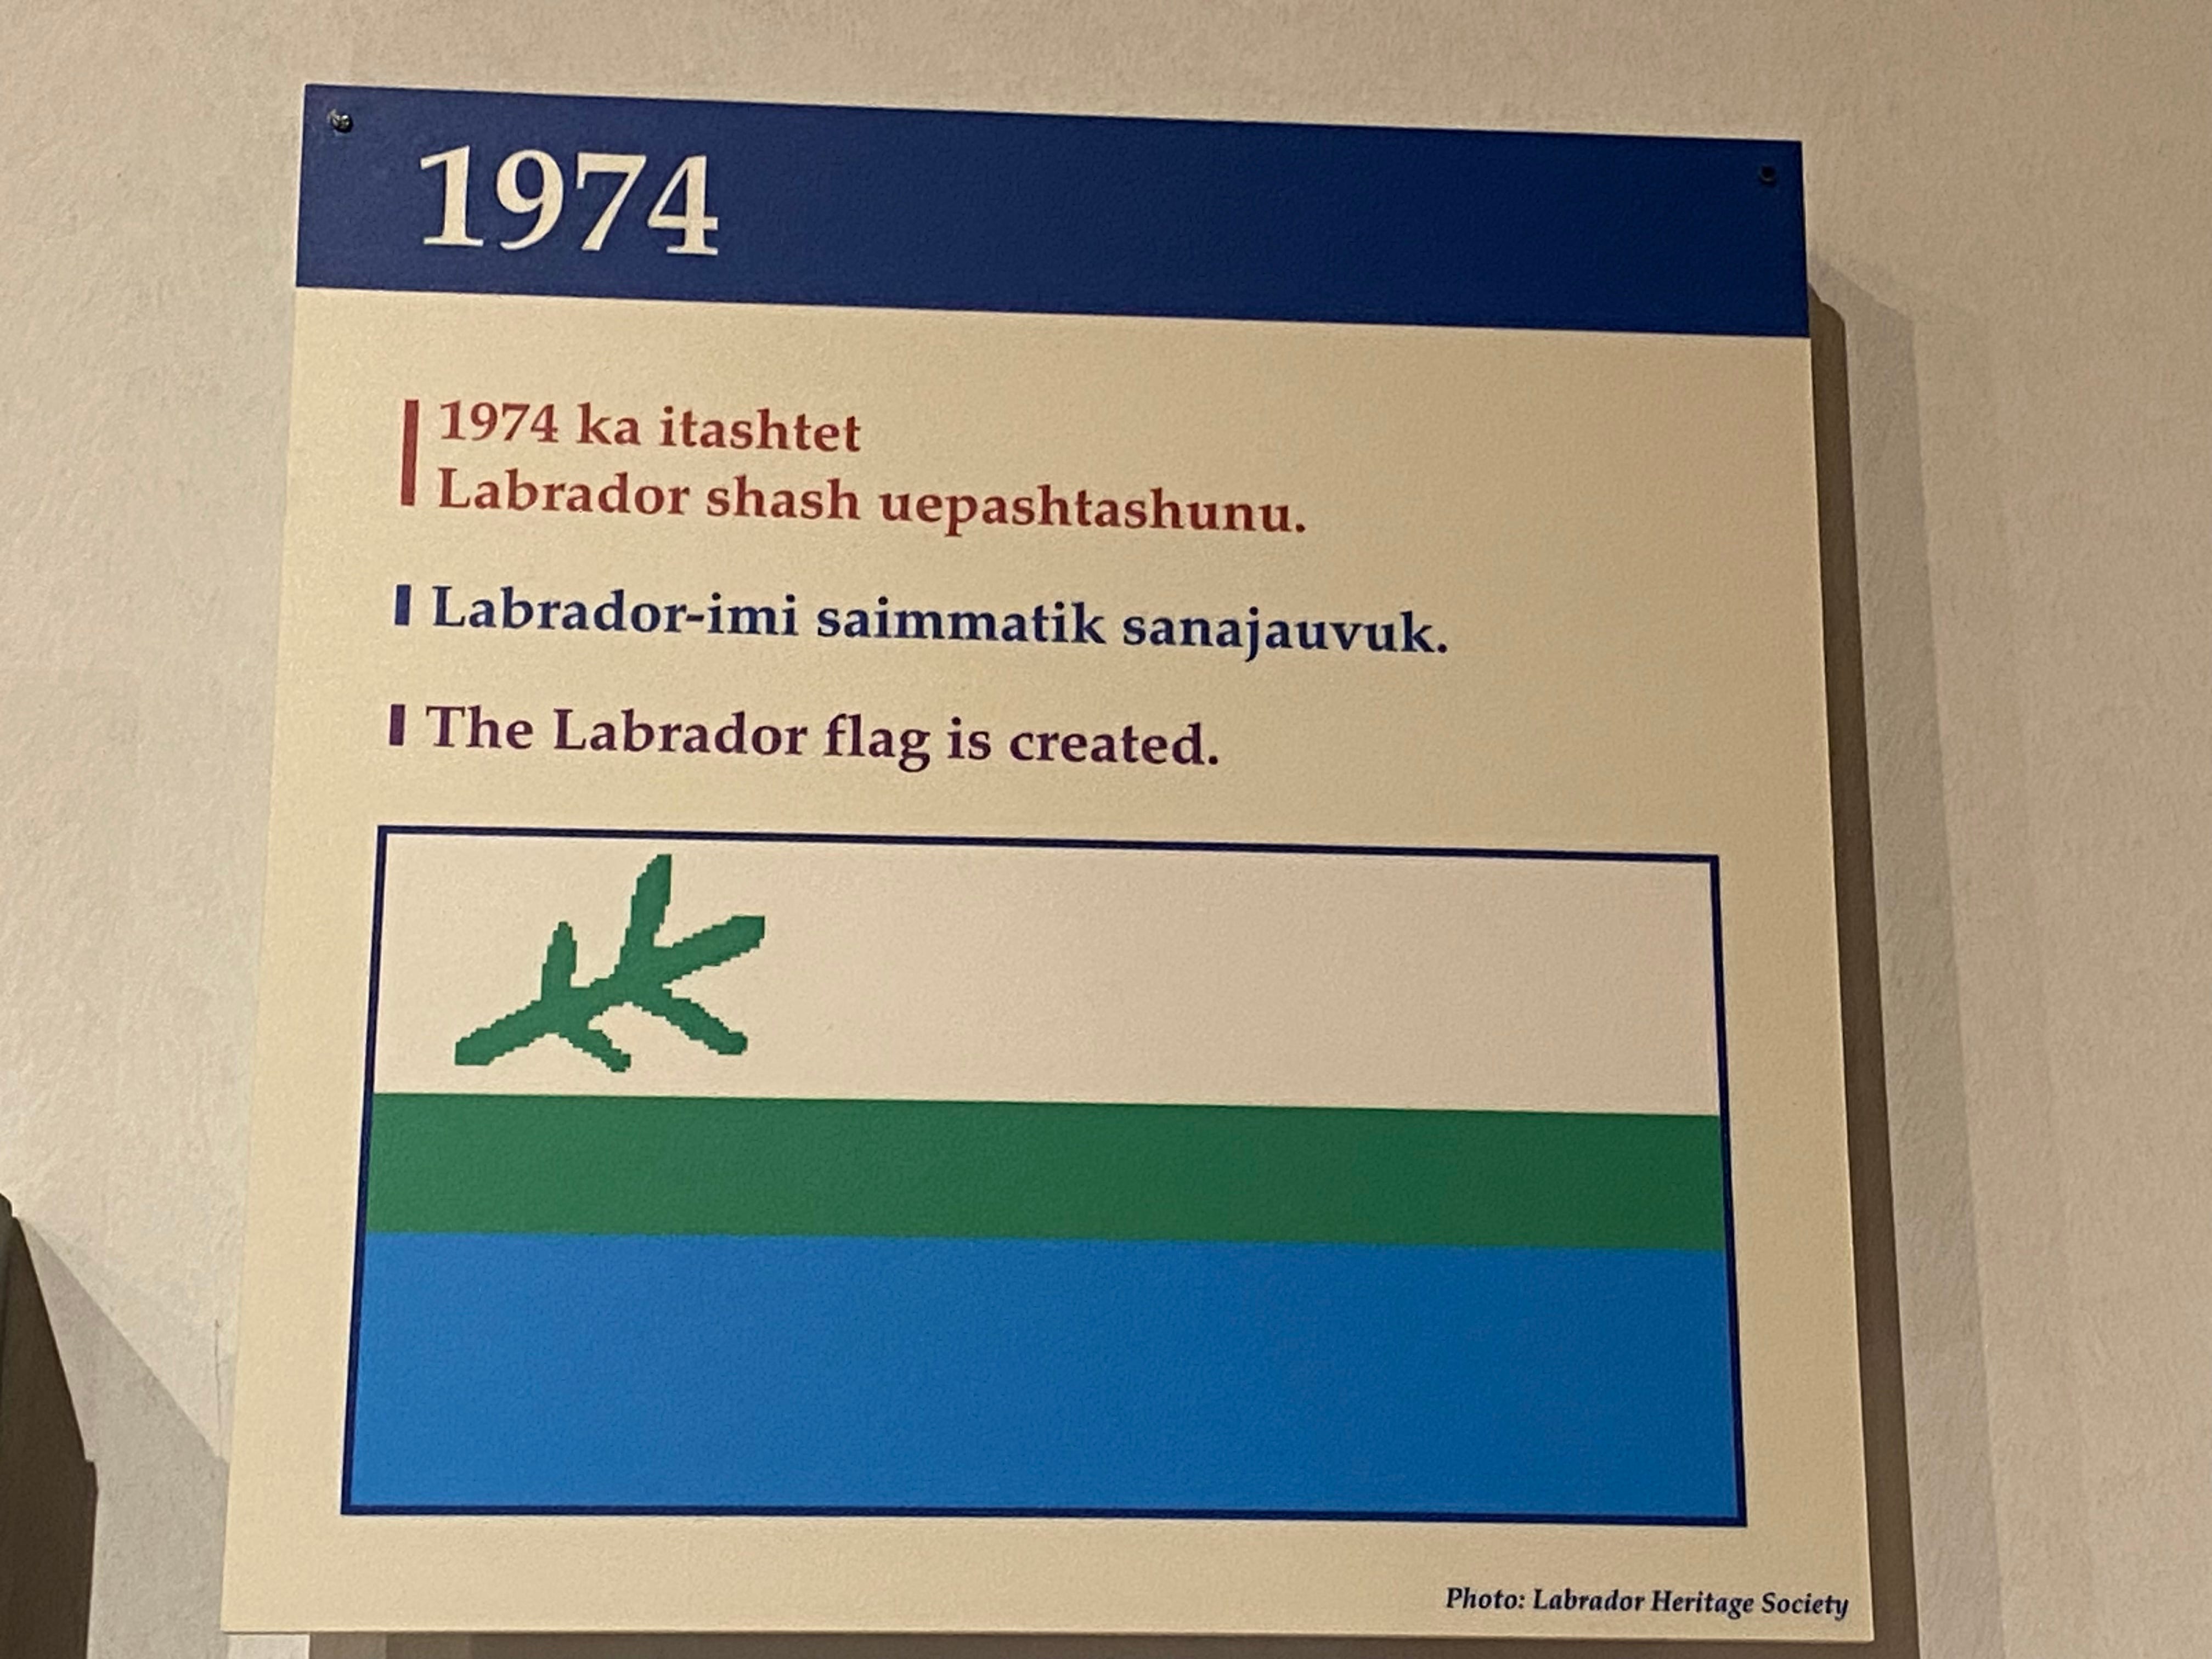 1974
1974 ka itashtet
Labrador shash uepashtashunu.
Labrador-imi saimmatik sanajauvuk.
The Labrador flag is created.
Photo: Labrador Heritage Society